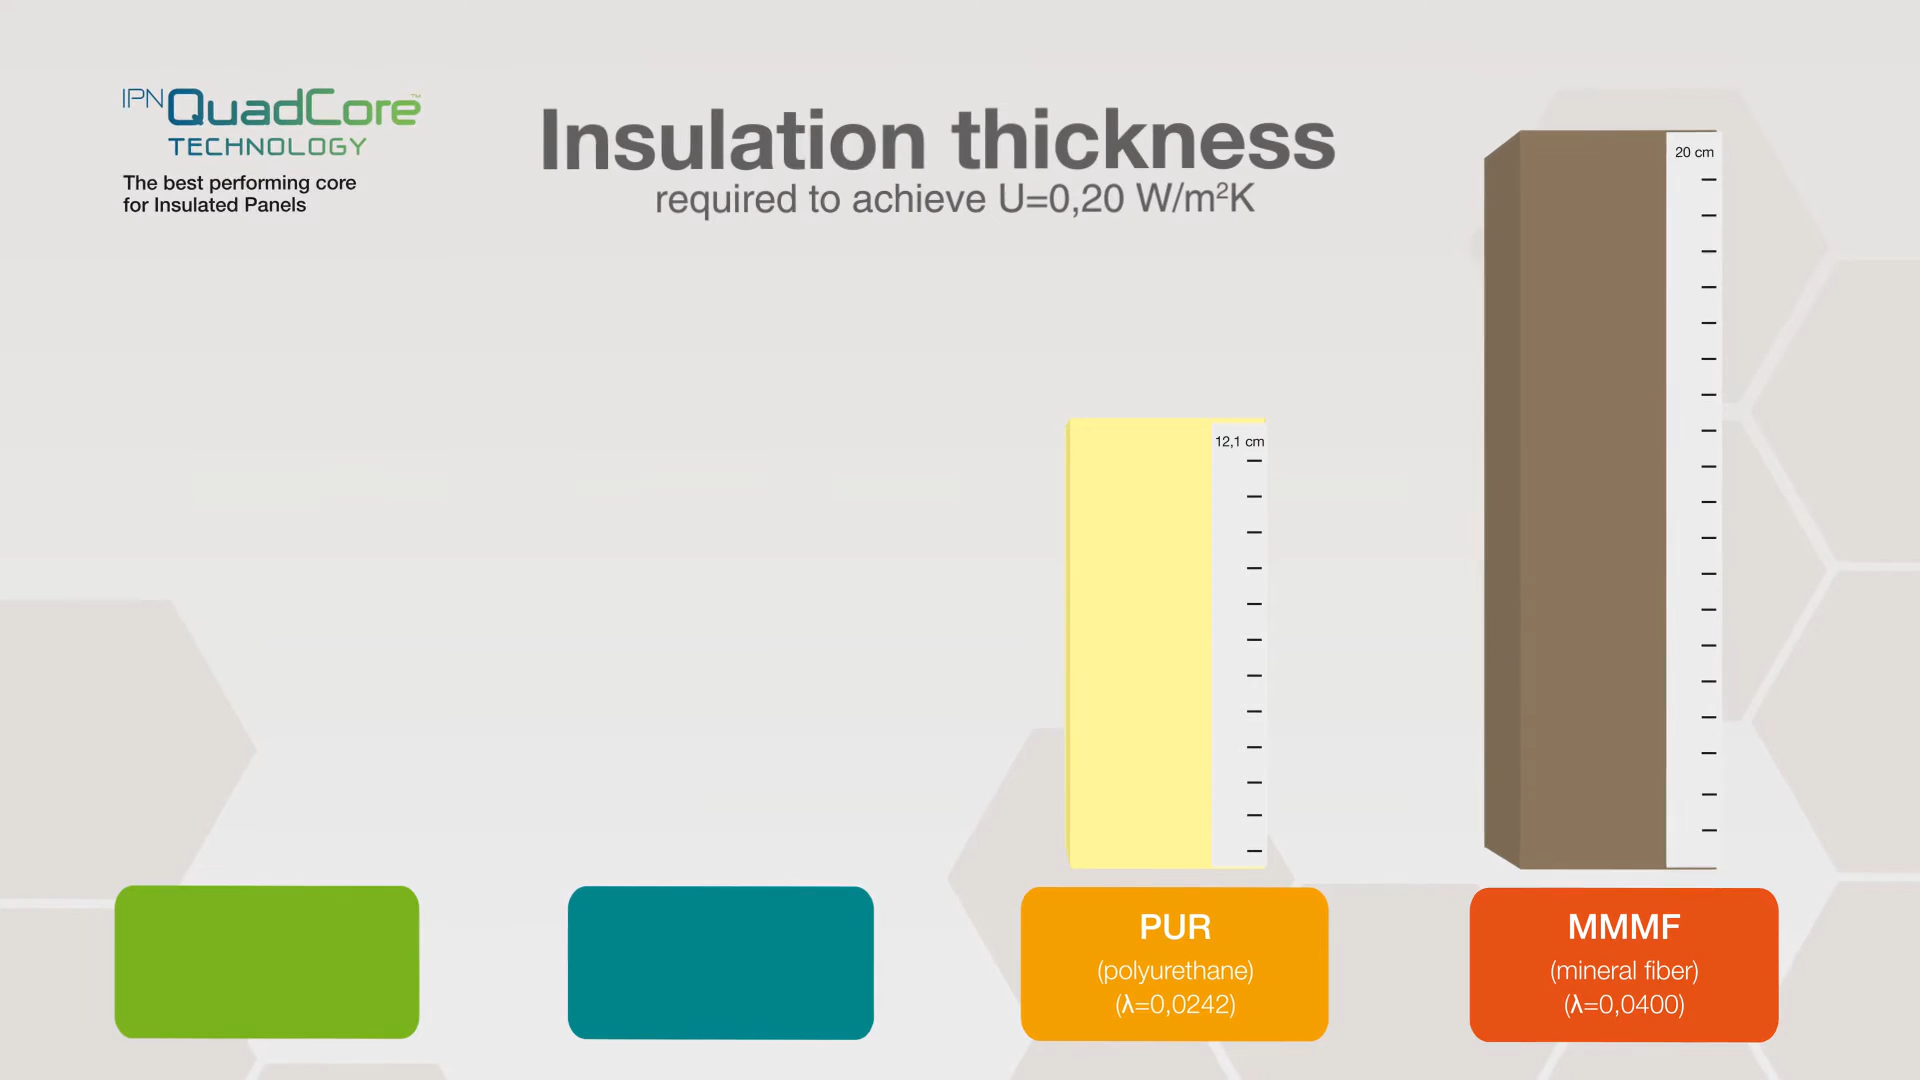 IPN QuadCore™
TECHNOLOGY
The best performing core
for Insulated Panels
Insulation thickness
required to achieve U=0,20 W/m²K
20 cm
12,1 cm
PUR
(polyurethane)
(λ=0,0242)
MMMF
(mineral fiber)
(λ=0,0400)